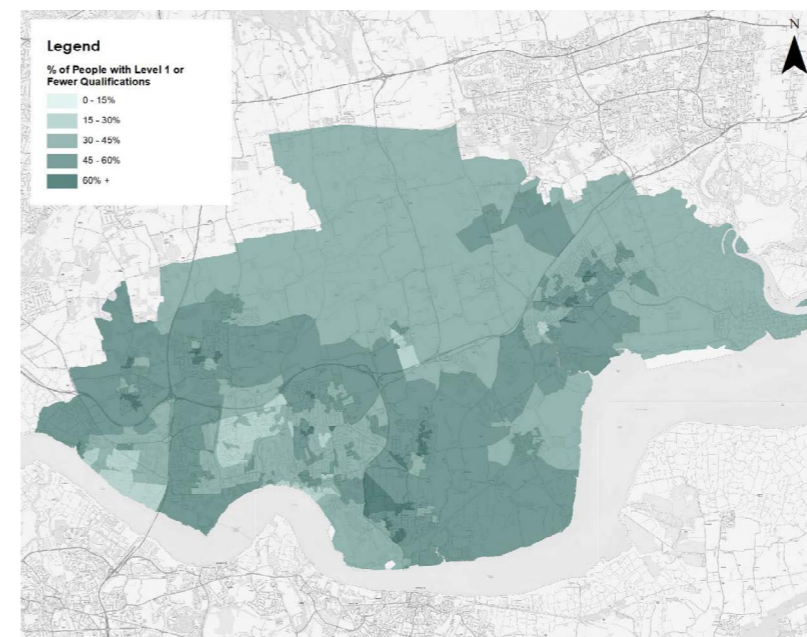 N
Legend
% of People with Level 1 or
Fewer Qualifications
0 - 15%
15 - 30%
30 - 45%
45 - 60%
60% +